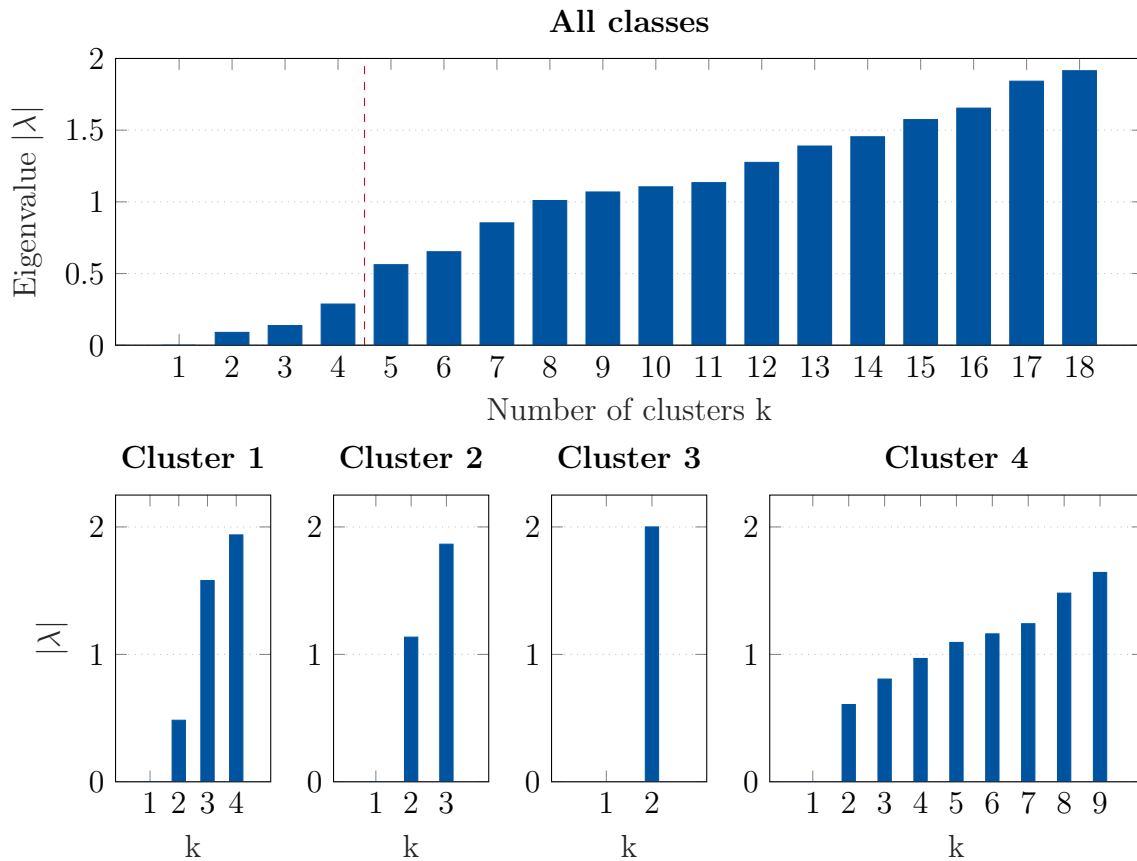 All classes
Eigenvalue |λ|
2
1.5
1
0.5
0
1 2 3 4 5 6 7 8 9 10 11 12 13 14 15 16 17 18
Number of clusters k
Cluster 1
|λ|
2
1
0
1 2 3 4
k
Cluster 2
2
1
0
1 2 3
k
Cluster 3
2
1
0
1 2
k
Cluster 4
2
1
0
1 2 3 4 5 6 7 8 9
k